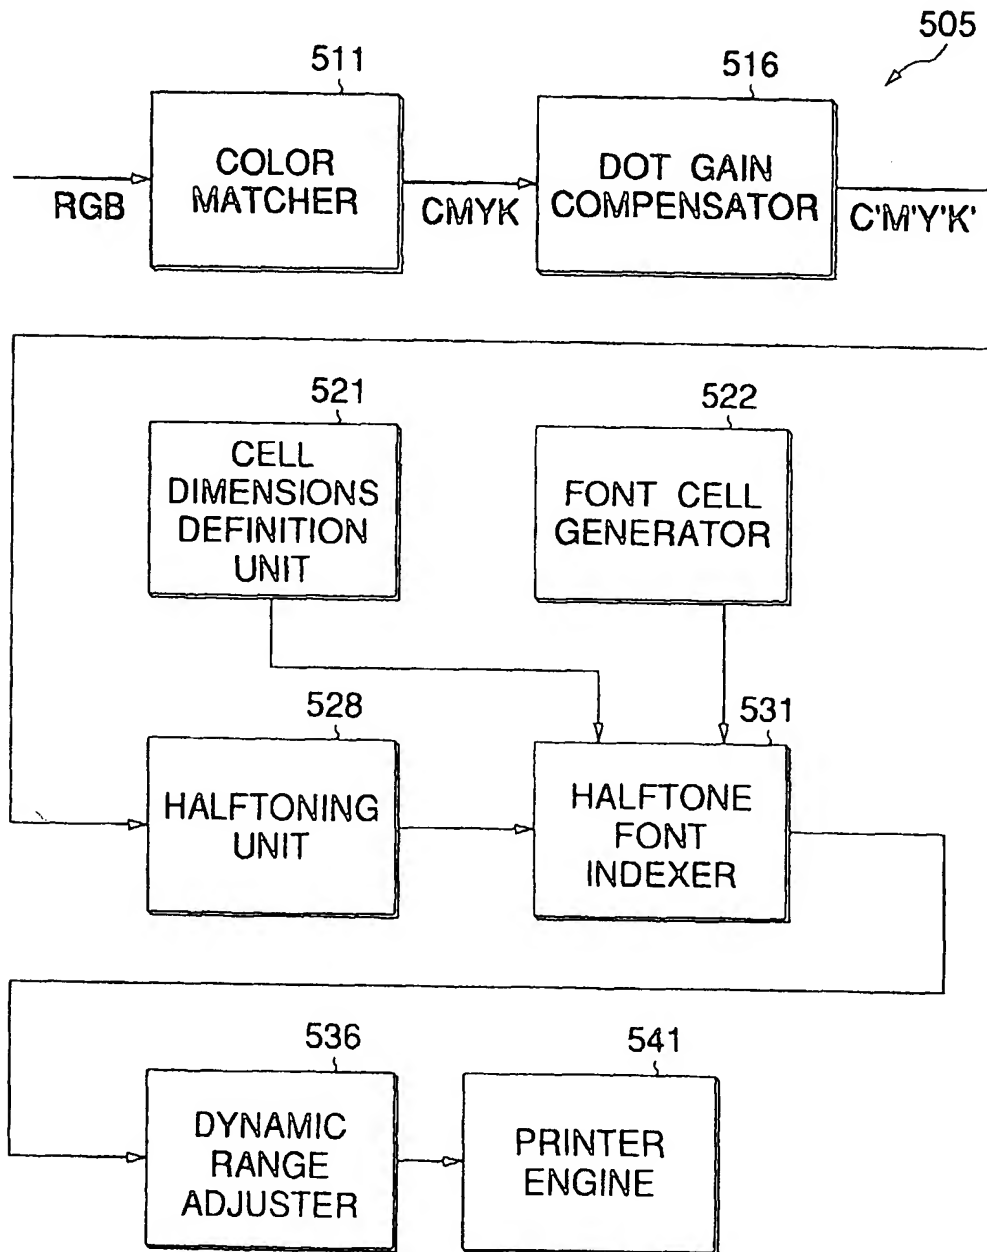 505
511
516
COLOR
MATCHER
DOT GAIN
COMPENSATOR
RGB
CMYK
C'M'Y'K'
521
522
CELL
DIMENSIONS
DEFINITION
UNIT
FONT CELL
GENERATOR
528
531
HALFTONING
UNIT
HALFTONE
FONT
INDEXER
536
541
DYNAMIC
RANGE
ADJUSTER
PRINTER
ENGINE